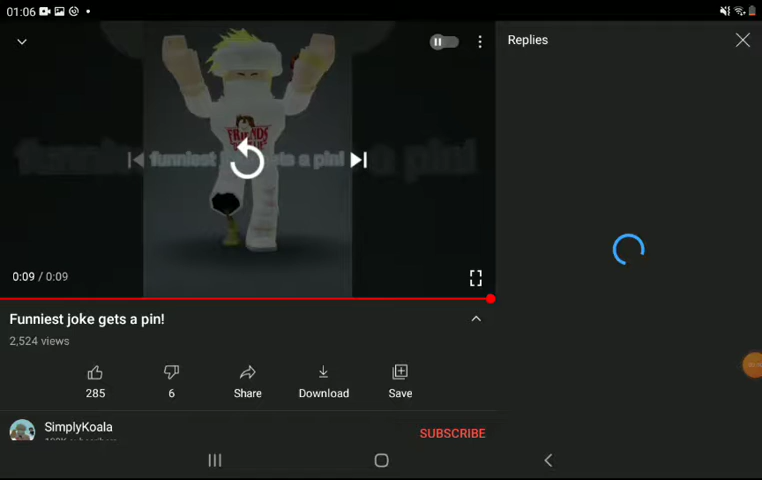 01:06
Replies
FRIENDS
funniest gets a pin!
0:09 / 0:09
Funniest joke gets a pin!
2,524 views
285
6
Share
Download
Save
SimplyKoala
SUBSCRIBE